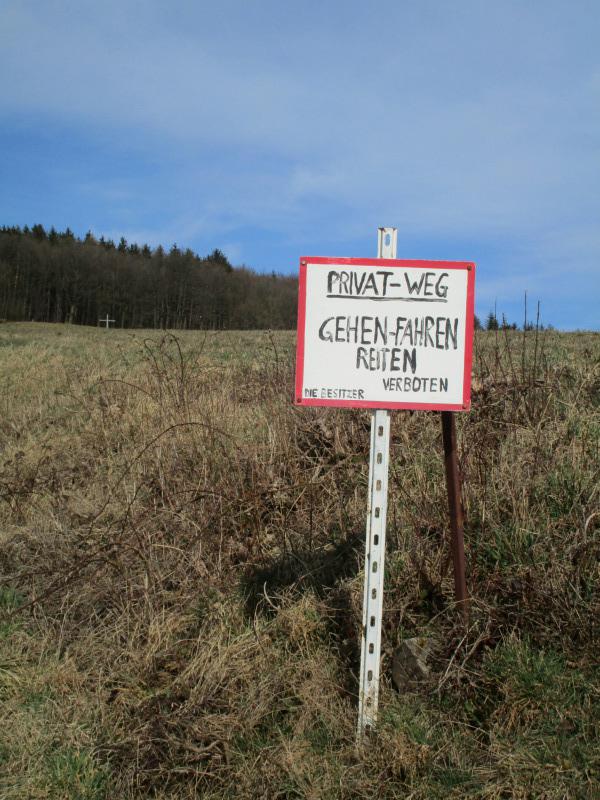 PRIVAT-WEG
GEHEN-FAHREN
REITEN
VERBOTEN
DIE BESITZER